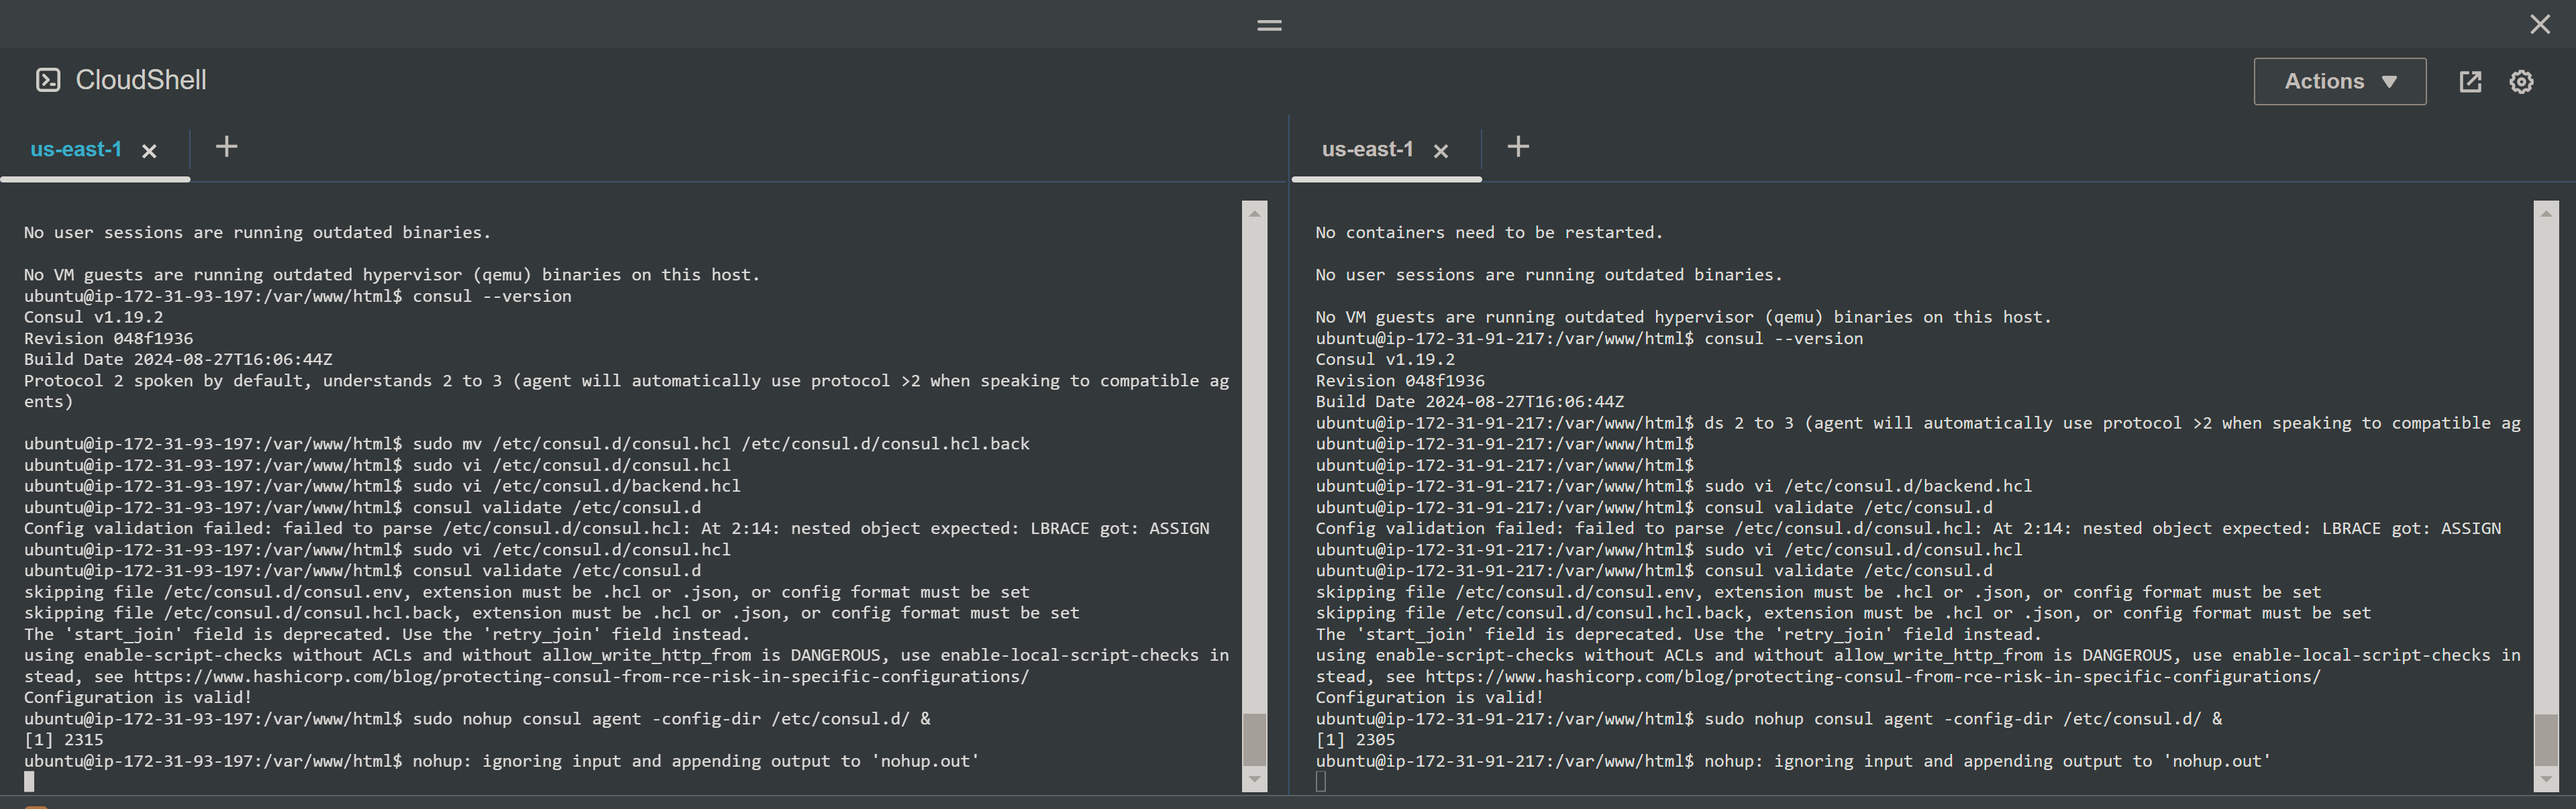 CloudShell
Actions
us-east-1
No user sessions are running outdated binaries.
No VM guests are running outdated hypervisor (qemu) binaries on this host.
ubuntu@ip-172-31-93-197:/var/www/html$ consul --version
Consul v1.19.2
Revision 048f1936
Build Date 2024-08-27T16:06:44Z
Protocol 2 spoken by default, understands 2 to 3 (agent will automatically use protocol >2 when speaking to compatible ag
ents)
ubuntu@ip-172-31-93-197:/var/www/html$ sudo mv /etc/consul.d/consul.hcl /etc/consul.d/consul.hcl.back
ubuntu@ip-172-31-93-197:/var/www/html$ sudo vi /etc/consul.d/consul.hcl
ubuntu@ip-172-31-93-197:/var/www/html$ sudo vi /etc/consul.d/backend.hcl
ubuntu@ip-172-31-93-197:/var/www/html$ consul validate /etc/consul.d
Config validation failed: failed to parse /etc/consul.d/consul.hcl: At 2:14: nested object expected: LBRACE got: ASSIGN
ubuntu@ip-172-31-93-197:/var/www/html$ sudo vi /etc/consul.d/consul.hcl
ubuntu@ip-172-31-93-197:/var/www/html$ consul validate /etc/consul.d
skipping file /etc/consul.d/consul.env, extension must be .hcl or .json, or config format must be set
skipping file /etc/consul.d/consul.hcl.back, extension must be .hcl or .json, or config format must be set
The 'start_join' field is deprecated. Use the 'retry_join' field instead.
using enable-script-checks without ACLs and without allow_write_http_from is DANGEROUS, use enable-local-script-checks in
stead, see https://www.hashicorp.com/blog/protecting-consul-from-rce-risk-in-specific-configurations/
Configuration is valid!
ubuntu@ip-172-31-93-197:/var/www/html$ sudo nohup consul agent -config-dir /etc/consul.d/ &
[1] 2315
ubuntu@ip-172-31-93-197:/var/www/html$ nohup: ignoring input and appending output to 'nohup.out'
us-east-1
No containers need to be restarted.
No user sessions are running outdated binaries.
No VM guests are running outdated hypervisor (qemu) binaries on this host.
ubuntu@ip-172-31-91-217:/var/www/html$ consul --version
Consul v1.19.2
Revision 048f1936
Build Date 2024-08-27T16:06:44Z
ubuntu@ip-172-31-91-217:/var/www/html$ ds 2 to 3 (agent will automatically use protocol >2 when speaking to compatible ag
ubuntu@ip-172-31-91-217:/var/www/html$
ubuntu@ip-172-31-91-217:/var/www/html$
ubuntu@ip-172-31-91-217:/var/www/html$ sudo vi /etc/consul.d/backend.hcl
ubuntu@ip-172-31-91-217:/var/www/html$ consul validate /etc/consul.d
Config validation failed: failed to parse /etc/consul.d/consul.hcl: At 2:14: nested object expected: LBRACE got: ASSIGN
ubuntu@ip-172-31-91-217:/var/www/html$ sudo vi /etc/consul.d/consul.hcl
ubuntu@ip-172-31-91-217:/var/www/html$ consul validate /etc/consul.d
skipping file /etc/consul.d/consul.env, extension must be .hcl or .json, or config format must be set
skipping file /etc/consul.d/consul.hcl.back, extension must be .hcl or .json, or config format must be set
The 'start_join' field is deprecated. Use the 'retry_join' field instead.
using enable-script-checks without ACLs and without allow_write_http_from is DANGEROUS, use enable-local-script-checks in
stead, see https://www.hashicorp.com/blog/protecting-consul-from-rce-risk-in-specific-configurations/
Configuration is valid!
ubuntu@ip-172-31-91-217:/var/www/html$ sudo nohup consul agent -config-dir /etc/consul.d/ &
[1] 2305
ubuntu@ip-172-31-91-217:/var/www/html$ nohup: ignoring input and appending output to 'nohup.out'